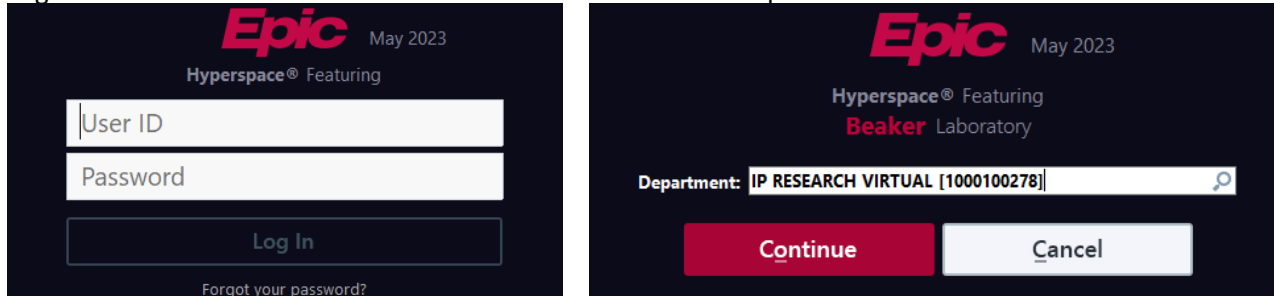 Epic May 2023
Hyperspace® Featuring
User ID
Password
Log In
Forgot your password?
Epic May 2023
Hyperspace® Featuring
Beaker Laboratory
Department: IP RESEARCH VIRTUAL [1000100278]
Continue
Cancel